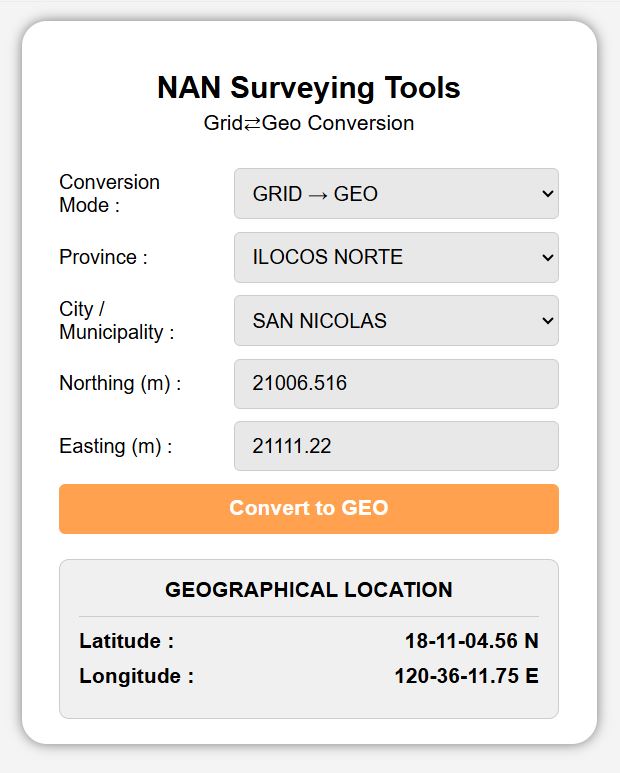 NAN Surveying Tools
Grid⇄Geo Conversion
Conversion
Mode :
GRID → GEO
Province :
ILOCOS NORTE
City /
Municipality :
SAN NICOLAS
Northing (m) :
21006.516
Easting (m) :
21111.22
Convert to GEO
GEOGRAPHICAL LOCATION
Latitude :
18-11-04.56 N
Longitude :
120-36-11.75 E